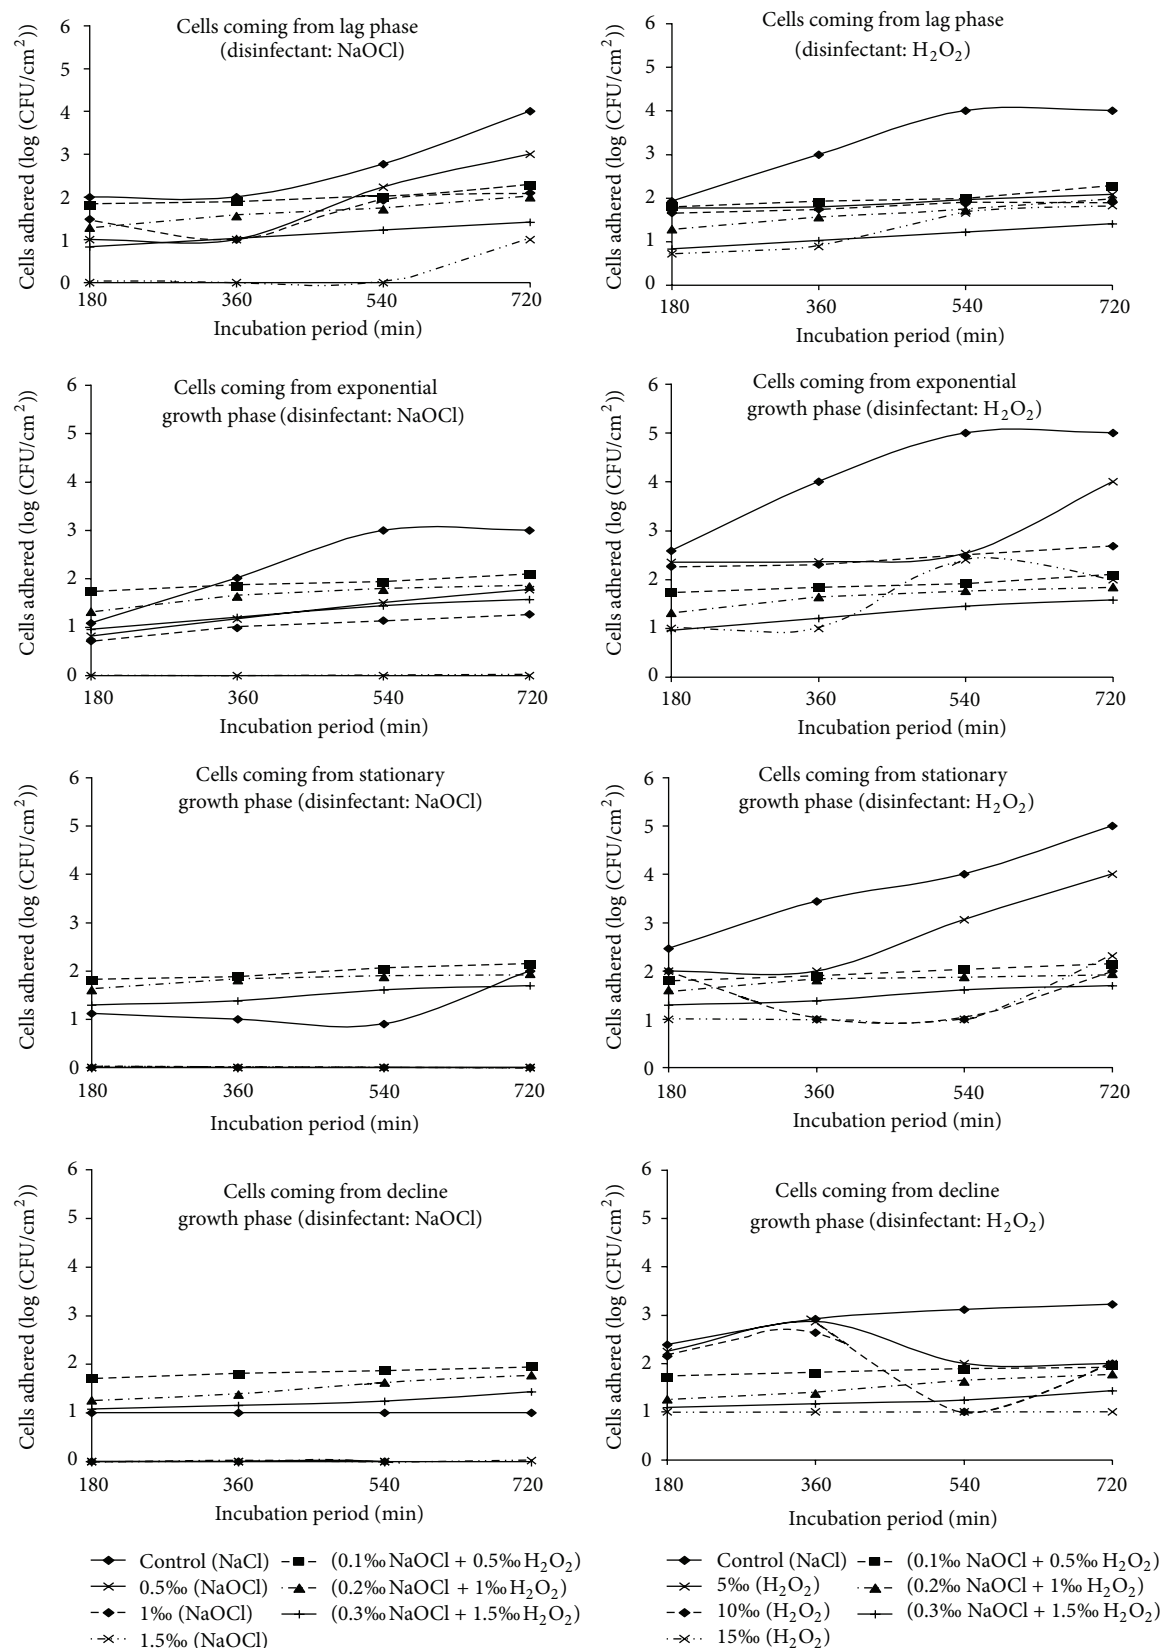 Cells coming from lag phase
(disinfectant: NaOCl)
Cells adhered (log (CFU/cm²))
6
5
4
3
2
1
0
180 360 540 720
Incubation period (min)
Cells coming from lag phase
(disinfectant: H₂O₂)
Cells adhered (log (CFU/cm²))
6
5
4
3
2
1
0
180 360 540 720
Incubation period (min)
Cells coming from exponential
growth phase (disinfectant: NaOCl)
Cells adhered (log (CFU/cm²))
6
5
4
3
2
1
0
180 360 540 720
Incubation period (min)
Cells coming from exponential
growth phase (disinfectant: H₂O₂)
Cells adhered (log (CFU/cm²))
6
5
4
3
2
1
0
180 360 540 720
Incubation period (min)
Cells coming from stationary
growth phase (disinfectant: NaOCl)
Cells adhered (log (CFU/cm²))
6
5
4
3
2
1
0
180 360 540 720
Incubation period (min)
Cells coming from stationary
growth phase (disinfectant: H₂O₂)
Cells adhered (log (CFU/cm²))
6
5
4
3
2
1
0
180 360 540 720
Incubation period (min)
Cells coming from decline
growth phase (disinfectant: NaOCl)
Cells adhered (log (CFU/cm²))
6
5
4
3
2
1
0
180 360 540 720
Incubation period (min)
Cells coming from decline
growth phase (disinfectant: H₂O₂)
Cells adhered (log (CFU/cm²))
6
5
4
3
2
1
0
180 360 540 720
Incubation period (min)
Control (NaCl) (0.1‰ NaOCl + 0.5‰ H₂O₂)
0.5‰ (NaOCl) (0.2‰ NaOCl + 1‰ H₂O₂)
1‰ (NaOCl) (0.3‰ NaOCl + 1.5‰ H₂O₂)
1.5‰ (NaOCl)
Control (NaCl) (0.1‰ NaOCl + 0.5‰ H₂O₂)
5‰ (H₂O₂) (0.2‰ NaOCl + 1‰ H₂O₂)
10‰ (H₂O₂) (0.3‰ NaOCl + 1.5‰ H₂O₂)
15‰ (H₂O₂)